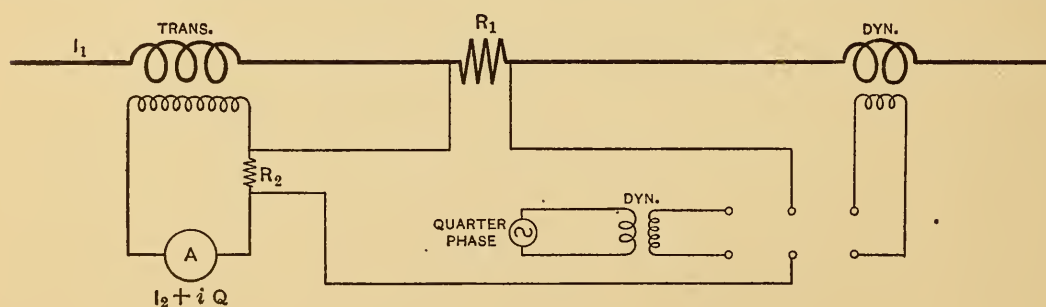 TRANS.
R₁
DYN.
I₁
R₂
DYN.
QUARTER
PHASE
A
I₂ + i Q